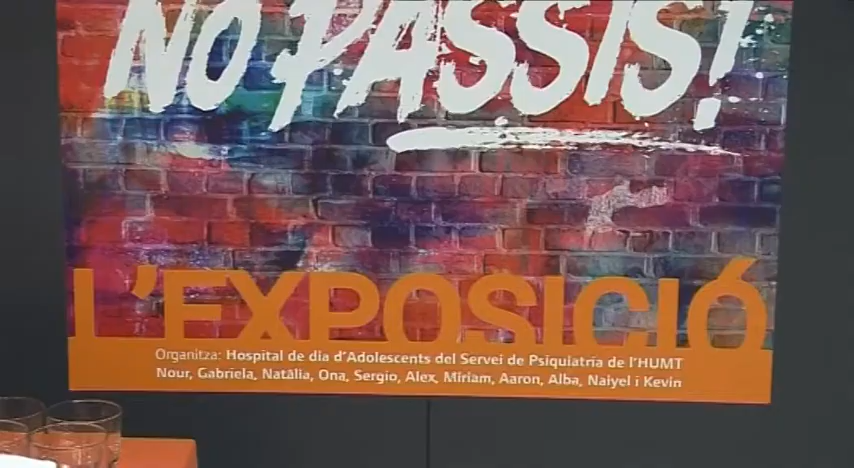 NO PASSIS!
L'EXPOSICIÓ
Organitza: Hospital de dia d'Adolescents del Servei de Psiquiatria de l'HUMT
Nour, Gabriela, Natàlia, Ona, Sergio, Alex, Miriam, Aaron, Alba, Naiyel i Kevin